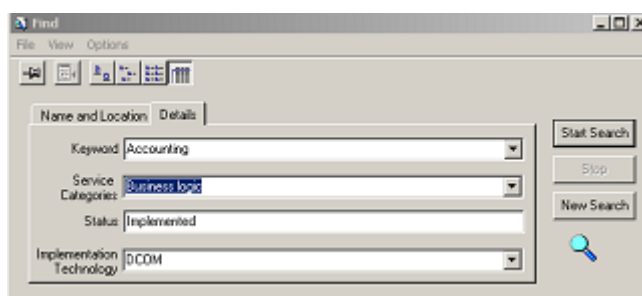 Find
File View Options
Name and Location Details
Keyword Accounting
Start Search
Stop
Service Categories Business logic
New Search
Status Implemented
Implementation Technology DCOM